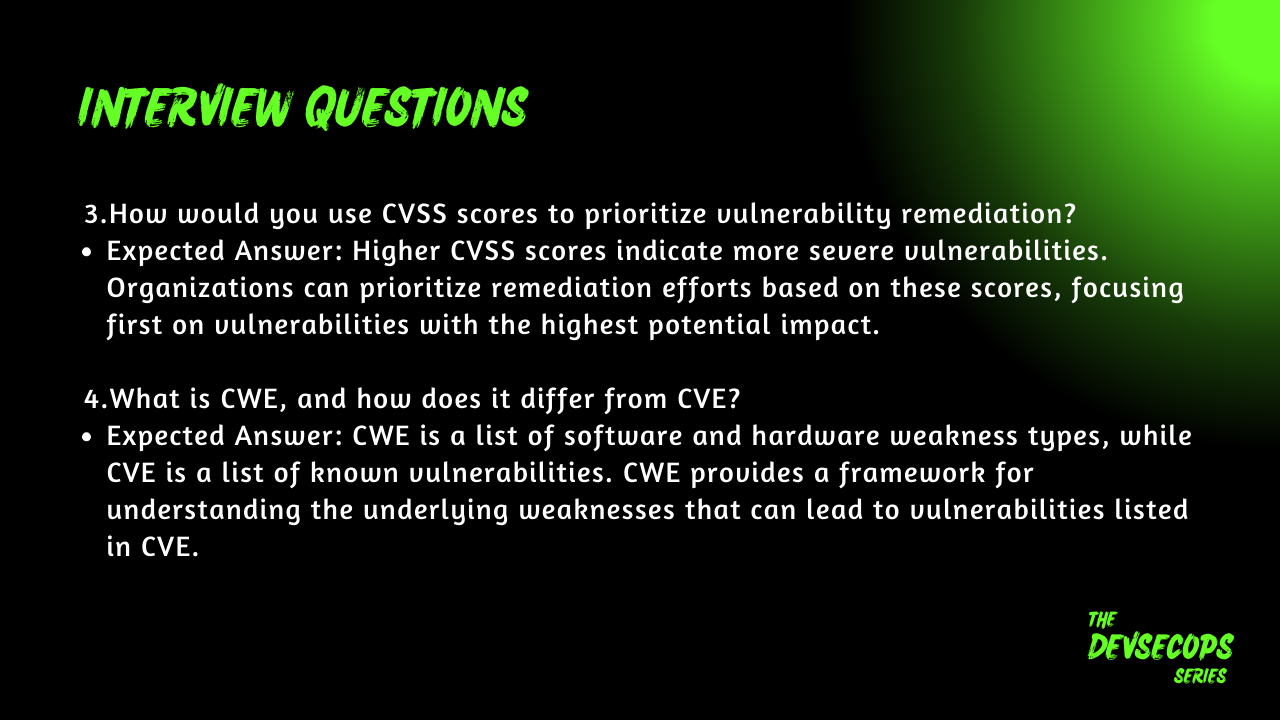 INTERVIEW QUESTIONS
3.How would you use CVSS scores to prioritize vulnerability remediation?
• Expected Answer: Higher CVSS scores indicate more severe vulnerabilities.
Organizations can prioritize remediation efforts based on these scores, focusing
first on vulnerabilities with the highest potential impact.
4.What is CWE, and how does it differ from CVE?
• Expected Answer: CWE is a list of software and hardware weakness types, while
CVE is a list of known vulnerabilities. CWE provides a framework for
understanding the underlying weaknesses that can lead to vulnerabilities listed
in CVE.
THE
DEVSECOPS
SERIES